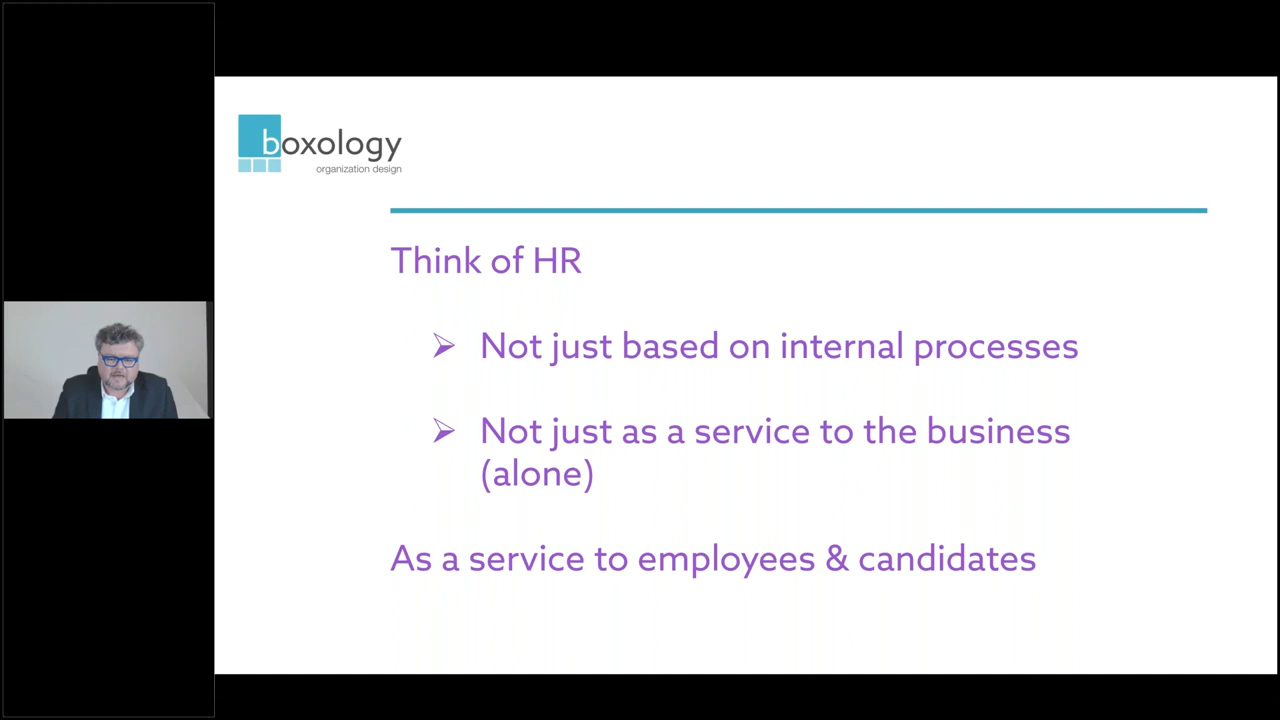 boxology
organization design
Think of HR
➢ Not just based on internal processes
➢ Not just as a service to the business
(alone)
As a service to employees & candidates